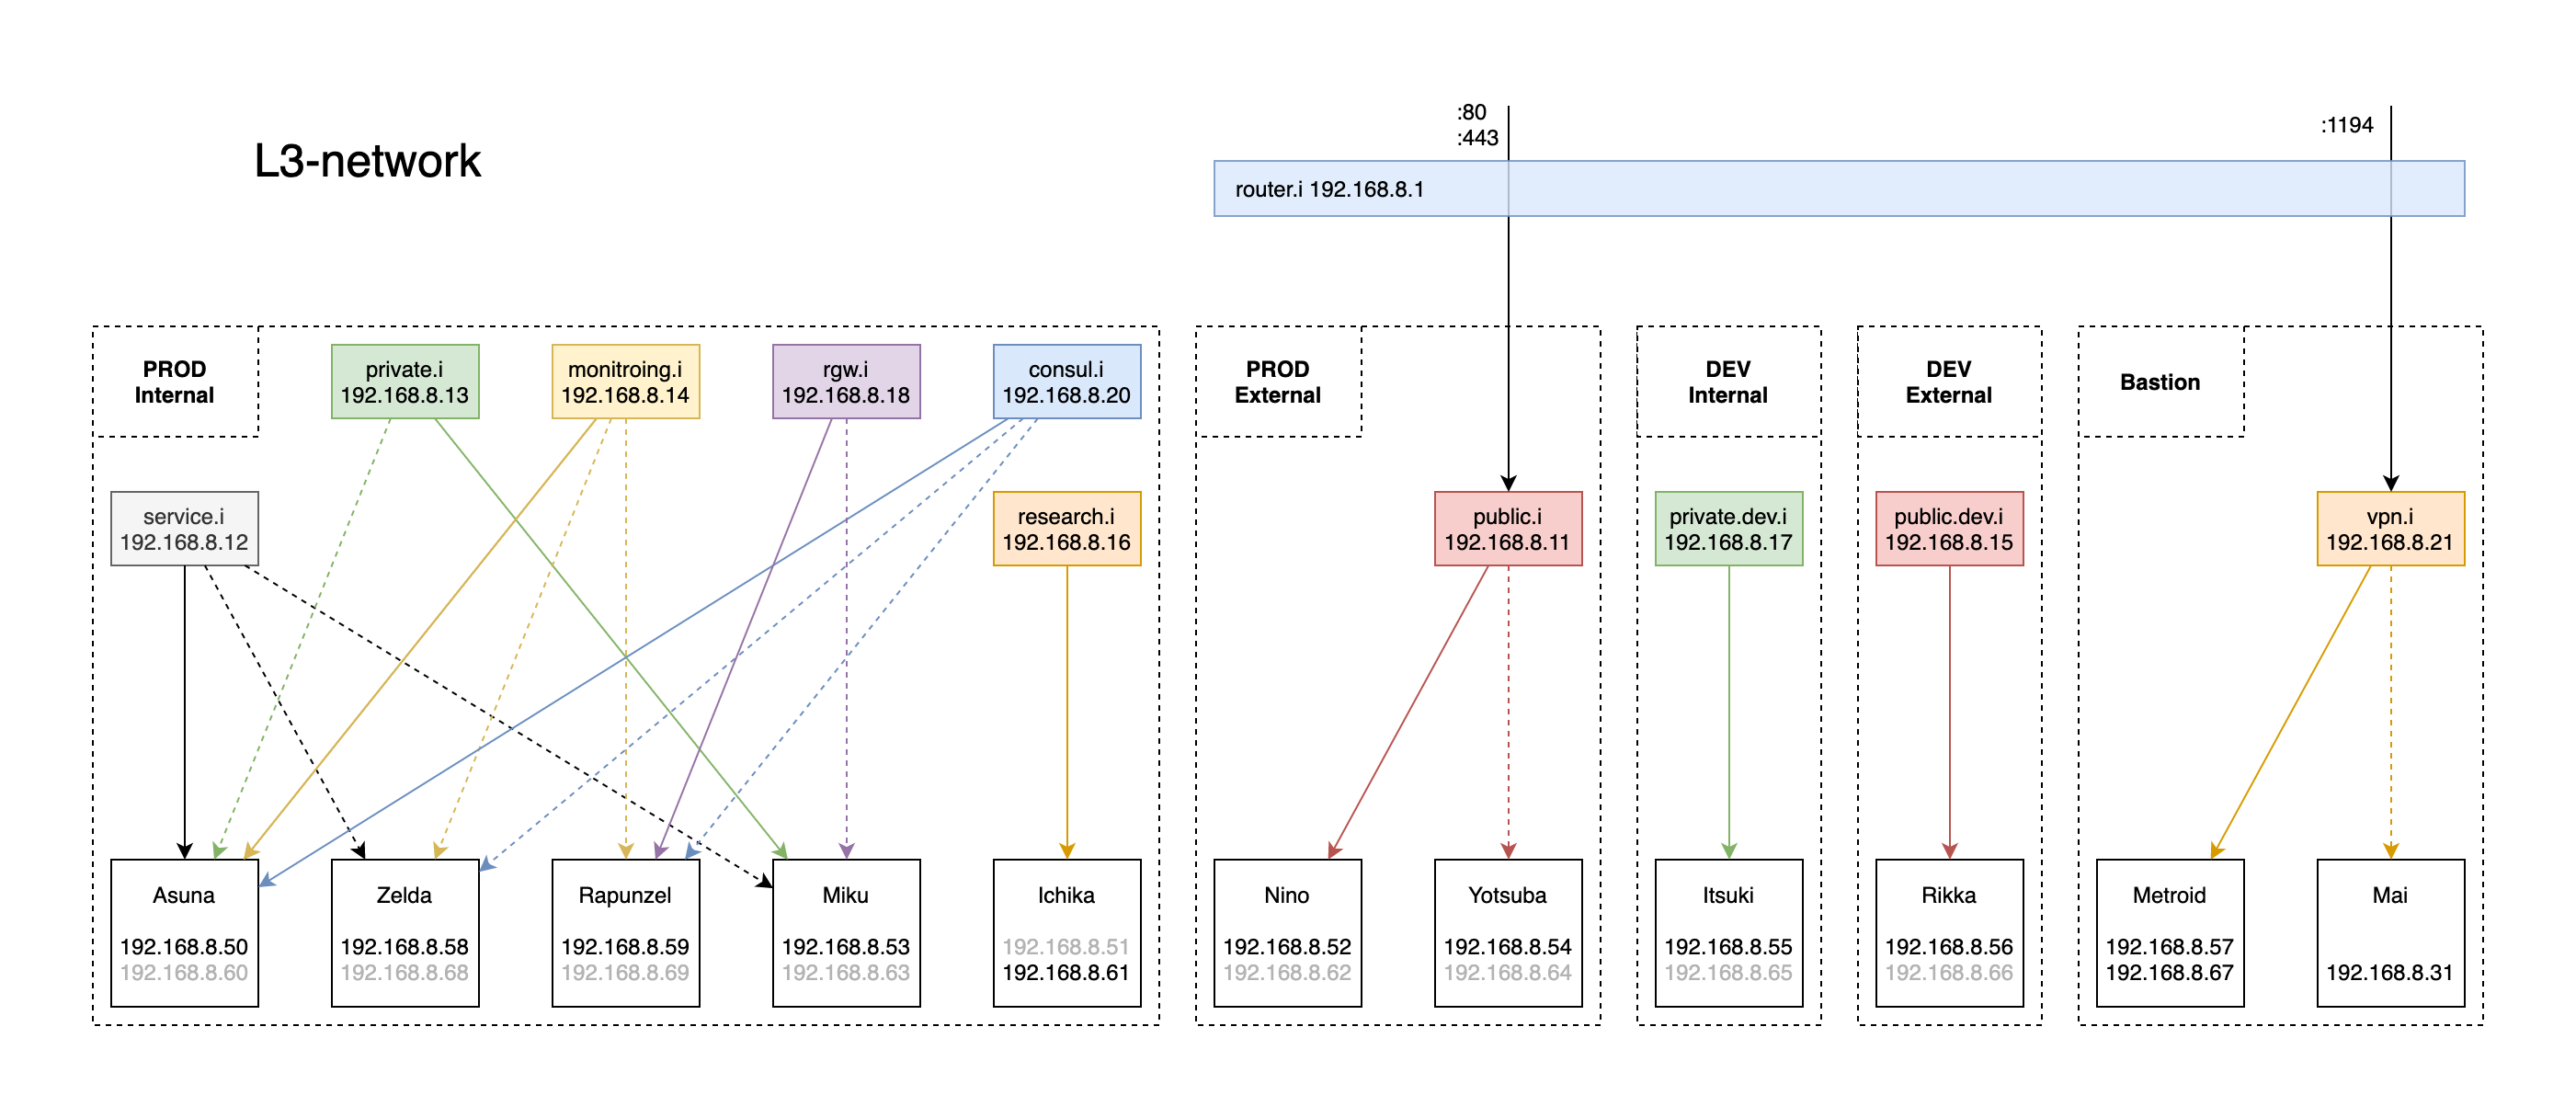 L3-network
:80
:443
:1194
router.i 192.168.8.1
PROD
Internal
private.i
192.168.8.13
monitroing.i
192.168.8.14
rgw.i
192.168.8.18
consul.i
192.168.8.20
service.i
192.168.8.12
research.i
192.168.8.16
Asuna
192.168.8.50
192.168.8.60
Zelda
192.168.8.58
192.168.8.68
Rapunzel
192.168.8.59
192.168.8.69
Miku
192.168.8.53
192.168.8.63
Ichika
192.168.8.51
192.168.8.61
PROD
External
public.i
192.168.8.11
Nino
192.168.8.52
192.168.8.62
Yotsuba
192.168.8.54
192.168.8.64
DEV
Internal
private.dev.i
192.168.8.17
Itsuki
192.168.8.55
192.168.8.65
DEV
External
public.dev.i
192.168.8.15
Rikka
192.168.8.56
192.168.8.66
Bastion
vpn.i
192.168.8.21
Metroid
192.168.8.57
192.168.8.67
Mai
192.168.8.31